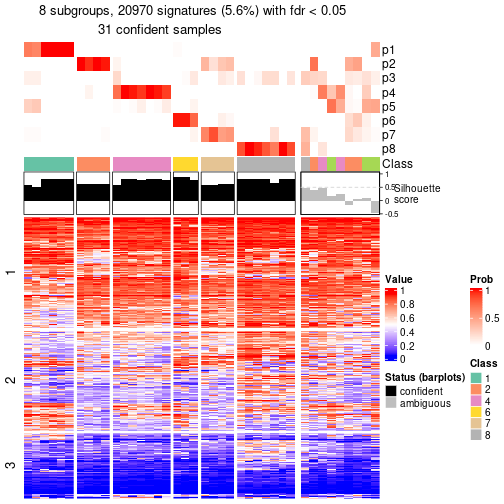 8 subgroups, 20970 signatures (5.6%) with fdr < 0.05
31 confident samples
p1
p2
p3
p4
p5
p6
p7
p8
Class
1
0.5
0
-0.5
Silhouette
score
1
2
3
Value
1
0.8
0.6
0.4
0.2
0
Prob
1
0.5
0
Status (barplots)
confident
ambiguous
Class
1
2
4
6
7
8